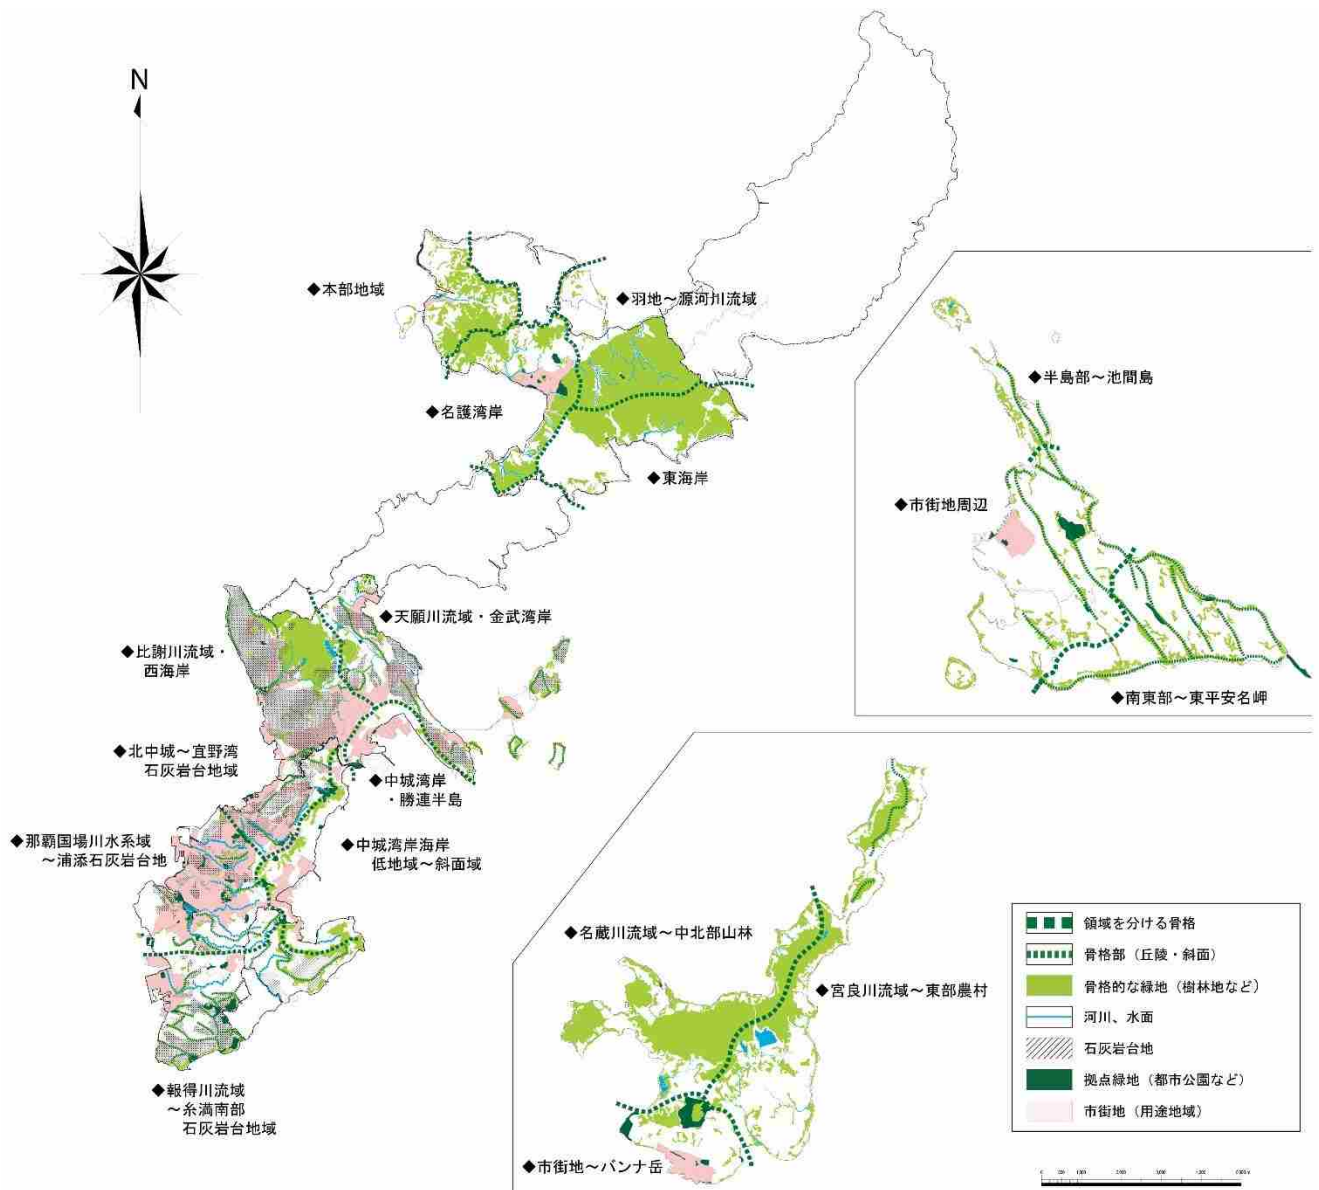 N
◆本部地域
◆羽地～源河川流域
◆名護湾岸
◆東海岸
◆天願川流域・金武湾岸
◆比謝川流域・
西海岸
◆北中城～宜野湾
石灰岩台地域
◆中城湾岸
・勝連半島
◆那覇国場川水系域
～浦添石灰岩台地
◆中城湾岸海岸
低地域～斜面域
◆報得川流域
～糸満南部
石灰岩台地域
◆半島部～池間島
◆市街地周辺
◆南東部～東平安名岬
◆名蔵川流域～中北部山林
◆宮良川流域～東部農村
◆市街地～バンナ岳
領域を分ける骨格
骨格部（丘陵・斜面）
骨格的な緑地（樹林地など）
河川、水面
石灰岩台地
拠点緑地（都市公園など）
市街地（用途地域）